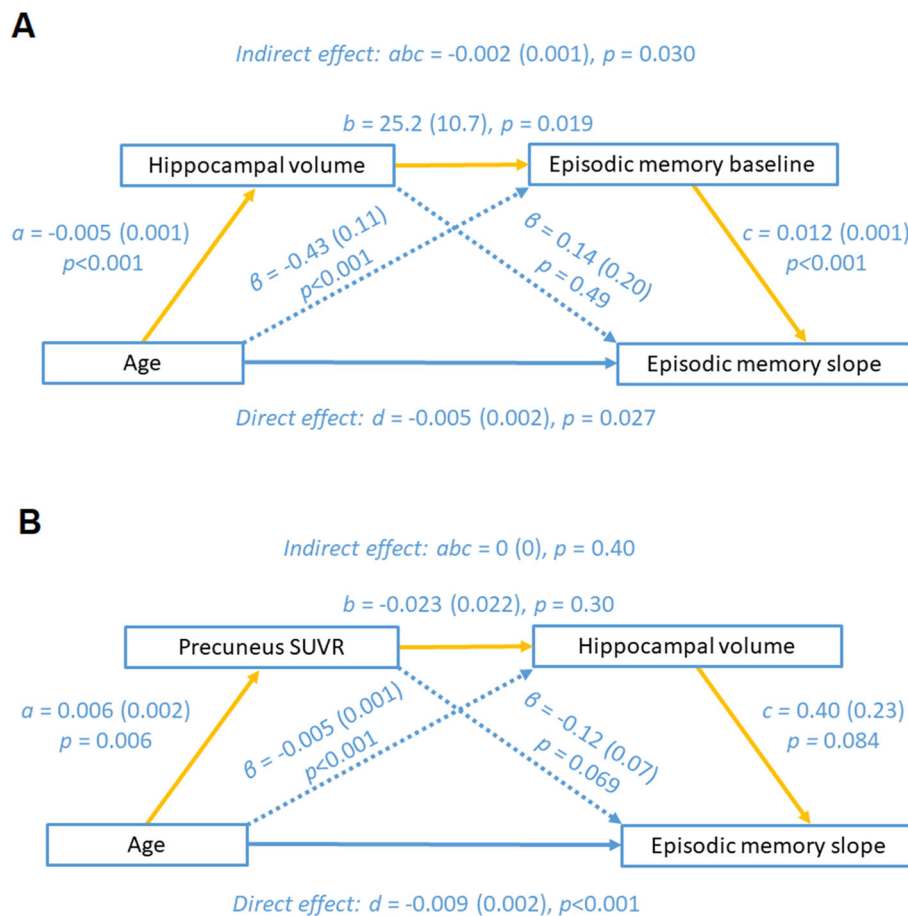 A
Indirect effect: abc = -0.002 (0.001), p = 0.030
b = 25.2 (10.7), p = 0.019
Hippocampal volume
Episodic memory baseline
a = -0.005 (0.001)
p<0.001
β = -0.43 (0.11)
p<0.001
β = 0.14 (0.20)
p = 0.49
c = 0.012 (0.001)
p<0.001
Age
Episodic memory slope
Direct effect: d = -0.005 (0.002), p = 0.027
B
Indirect effect: abc = 0 (0), p = 0.40
b = -0.023 (0.022), p = 0.30
Precuneus SUVR
Hippocampal volume
a = 0.006 (0.002)
p = 0.006
β = -0.005 (0.001)
p<0.001
β = -0.12 (0.07)
p = 0.069
c = 0.40 (0.23)
p = 0.084
Age
Episodic memory slope
Direct effect: d = -0.009 (0.002), p<0.001